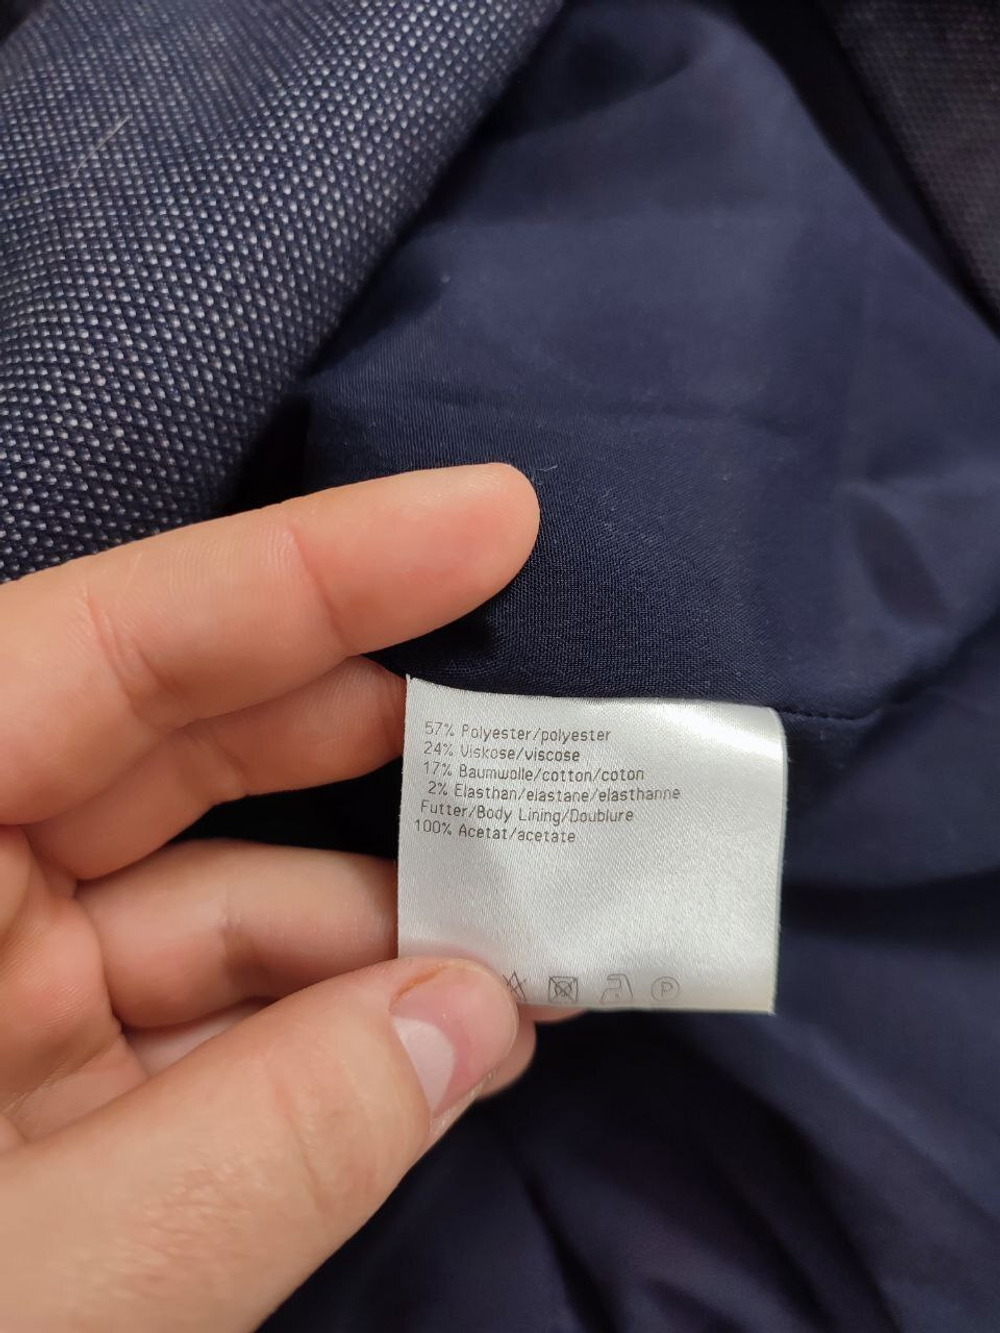 57% Polyester/polyester
24% Viskose/viscose
17% Baumwolle/cotton/coton
2% Elasthan/elastane/elasthanne
Futter/Body Lining/Doublure
100% Acetat/acetate
P